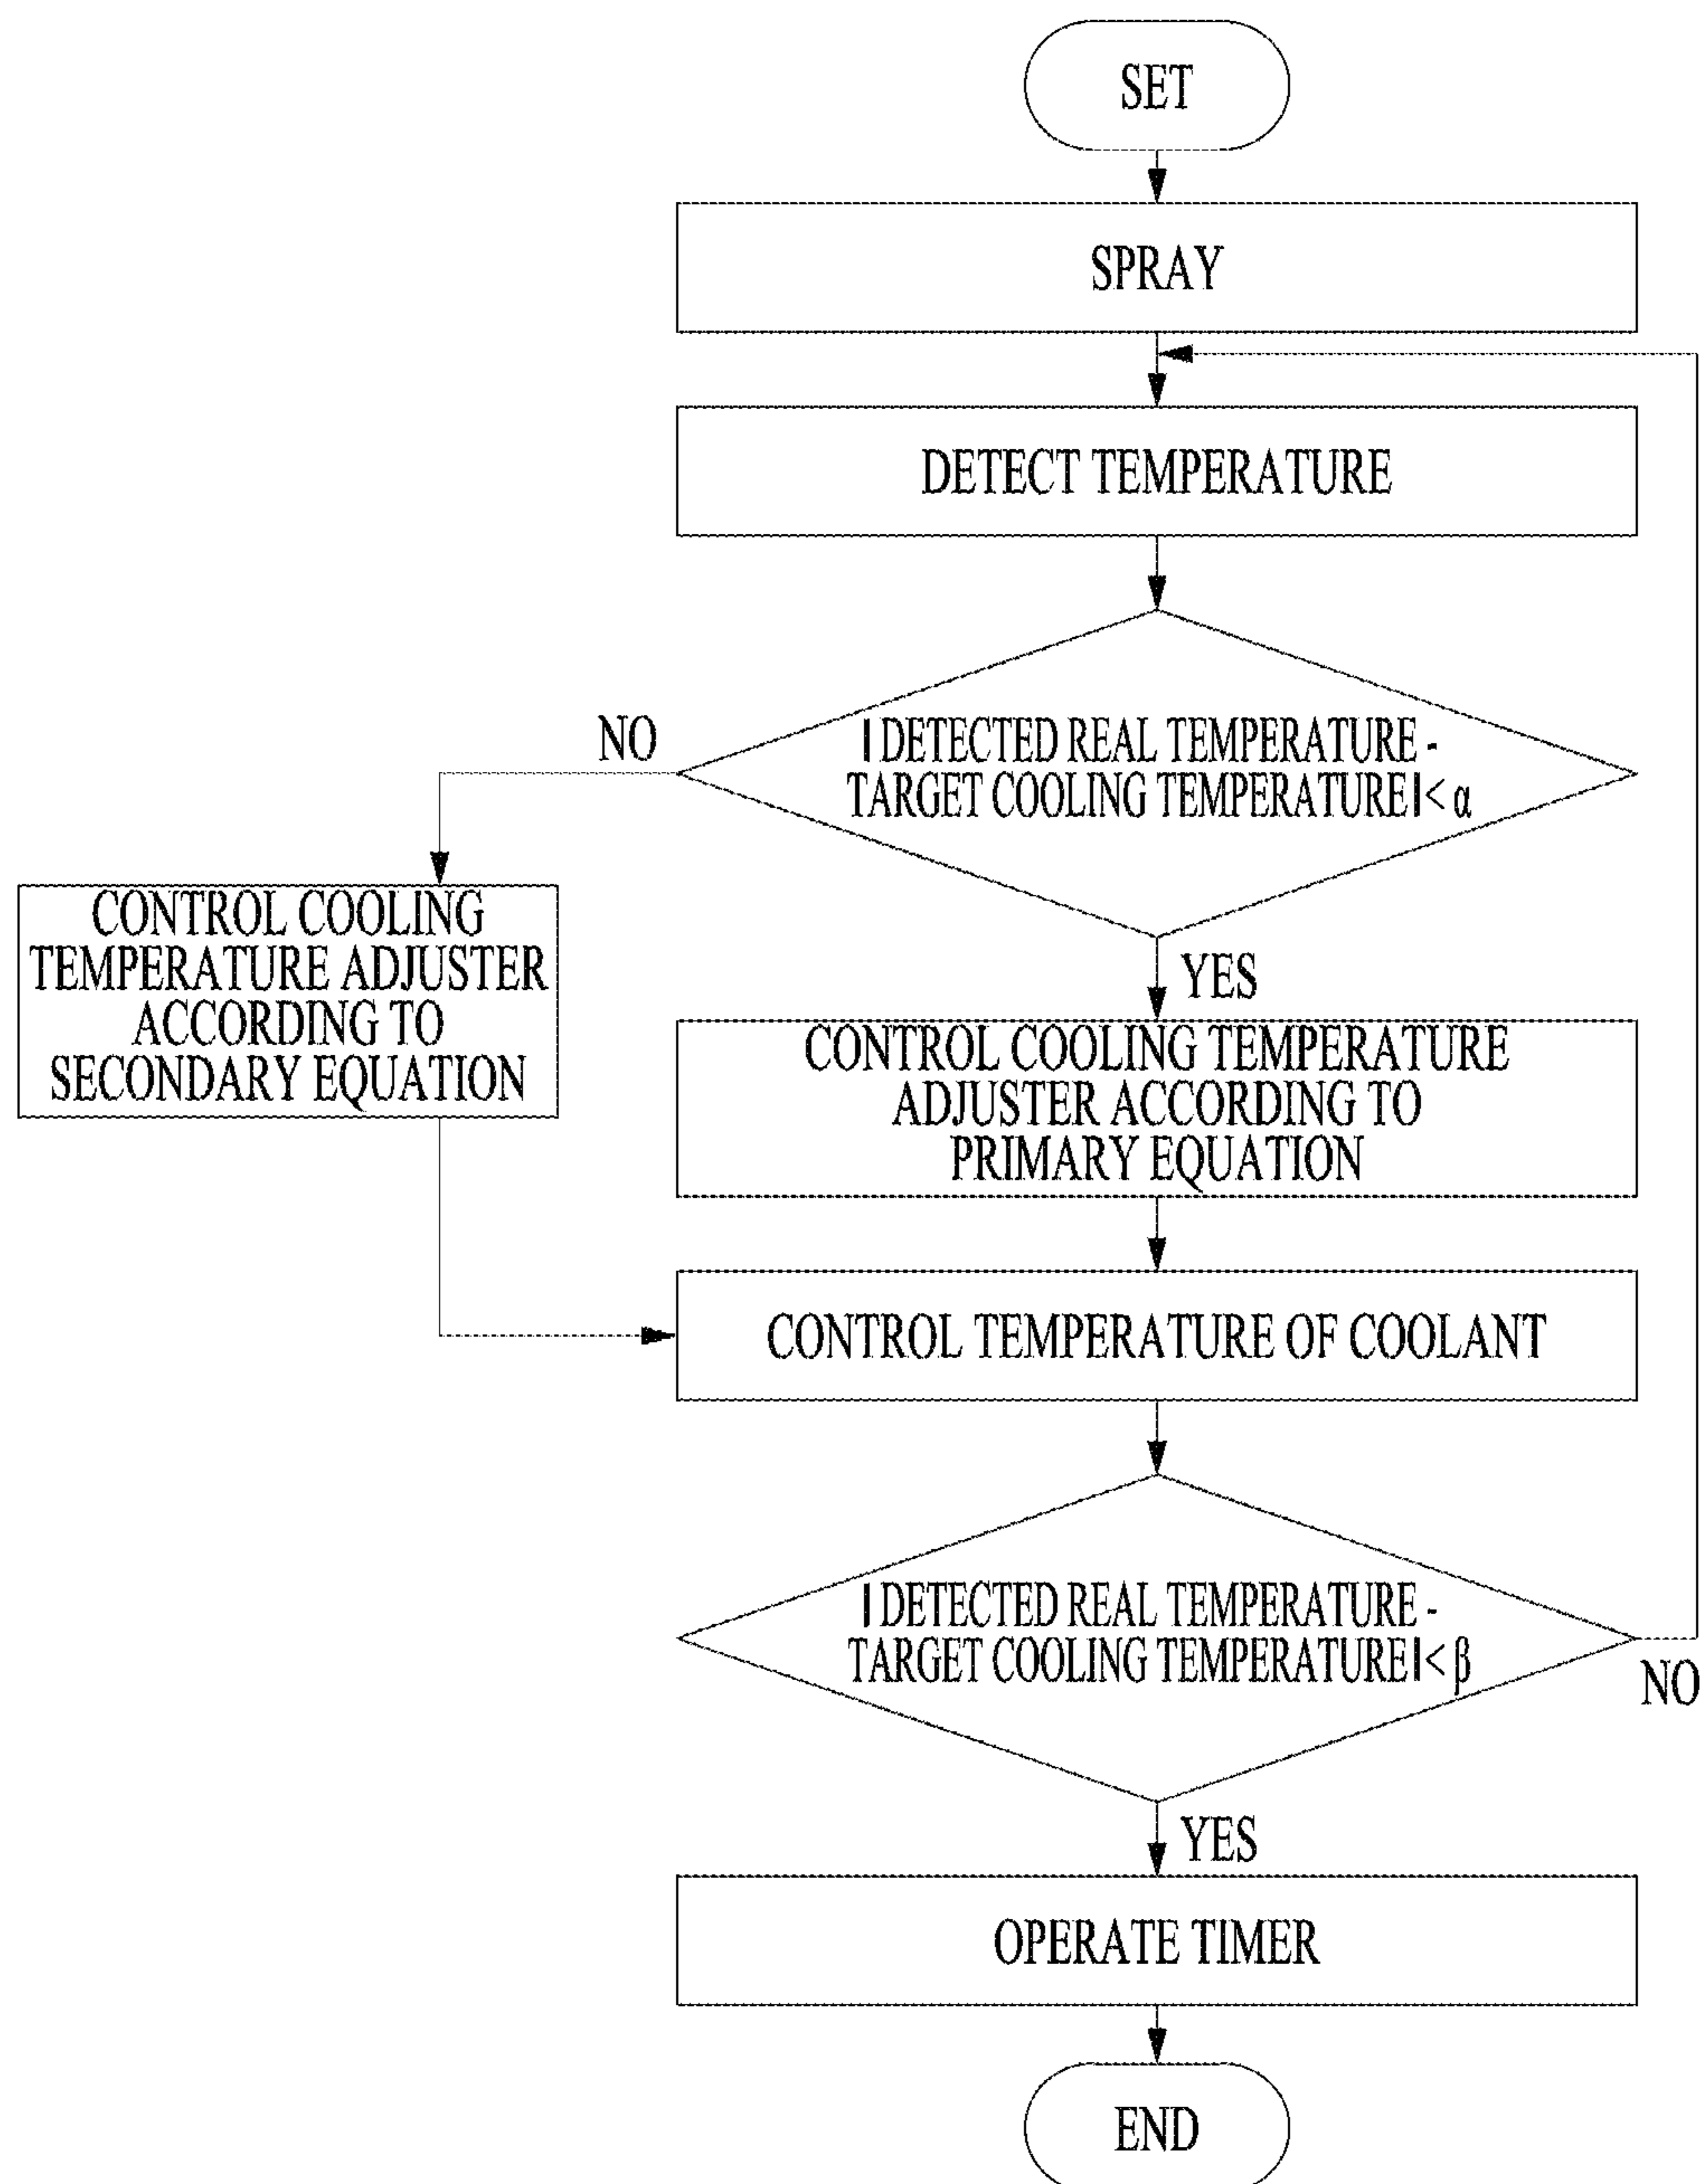 SET
SPRAY
DETECT TEMPERATURE
NO
| DETECTED REAL TEMPERATURE -
TARGET COOLING TEMPERATURE | < α
CONTROL COOLING
TEMPERATURE ADJUSTER
ACCORDING TO
SECONDARY EQUATION
YES
CONTROL COOLING TEMPERATURE
ADJUSTER ACCORDING TO
PRIMARY EQUATION
CONTROL TEMPERATURE OF COOLANT
| DETECTED REAL TEMPERATURE -
TARGET COOLING TEMPERATURE | < β
NO
YES
OPERATE TIMER
END